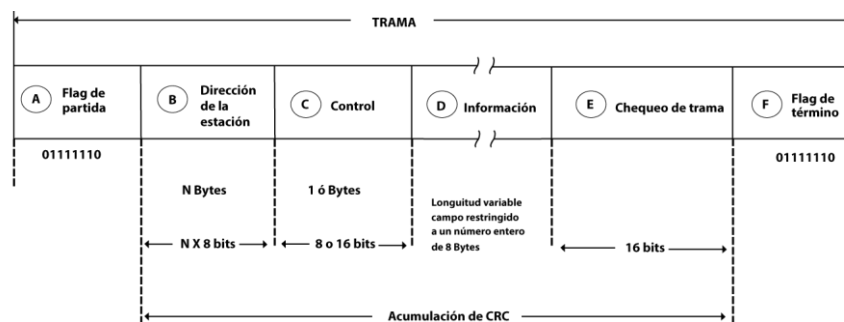 TRAMA
A Flag de
partida
B Dirección
de la
estación
C Control
D Información
E Chequeo de trama
F Flag de
término
01111110
01111110
N Bytes
1 ó Bytes
Longuitud variable
campo restringido
a un número entero
de 8 Bytes
N X 8 bits
8 o 16 bits
16 bits
Acumulación de CRC